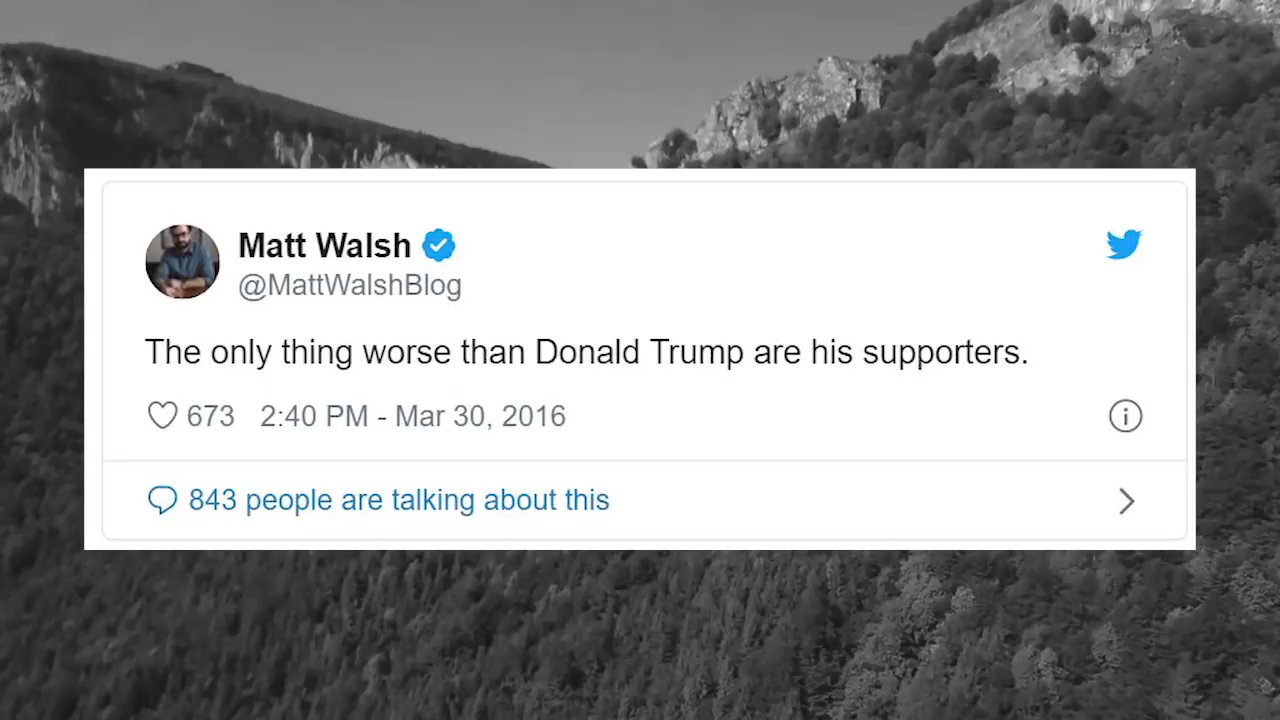 Matt Walsh
@MattWalshBlog
The only thing worse than Donald Trump are his supporters.
673 2:40 PM - Mar 30, 2016
843 people are talking about this